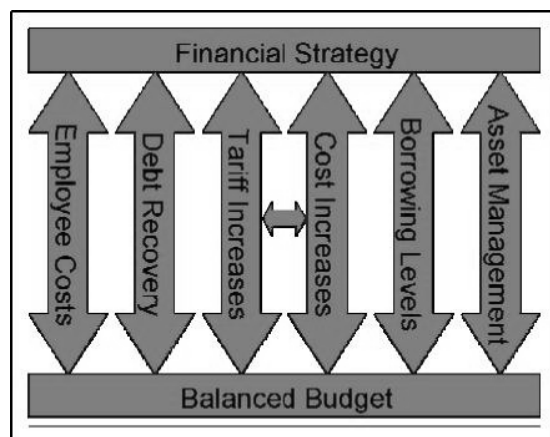 Financial Strategy
Employee Costs
Debt Recovery
Tariff Increases
Cost Increases
Borrowing Levels
Asset Management
Balanced Budget